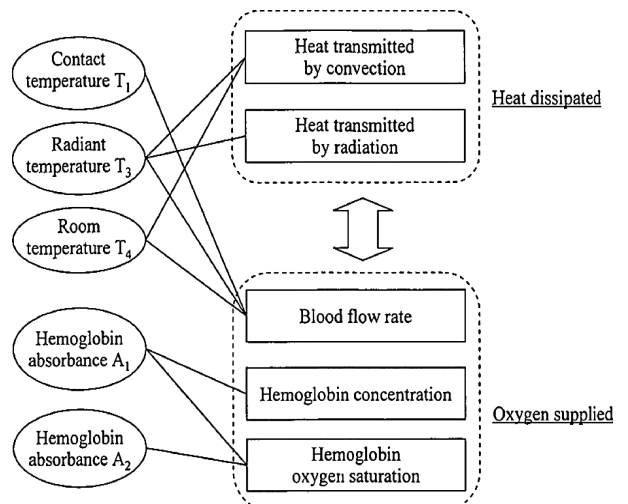 Contact
temperature T1
Radiant
temperature T3
Room
temperature T4
Hemoglobin
absorbance A1
Hemoglobin
absorbance A2
Heat transmitted
by convection
Heat transmitted
by radiation
Heat dissipated
Blood flow rate
Hemoglobin concentration
Hemoglobin
oxygen saturation
Oxygen supplied